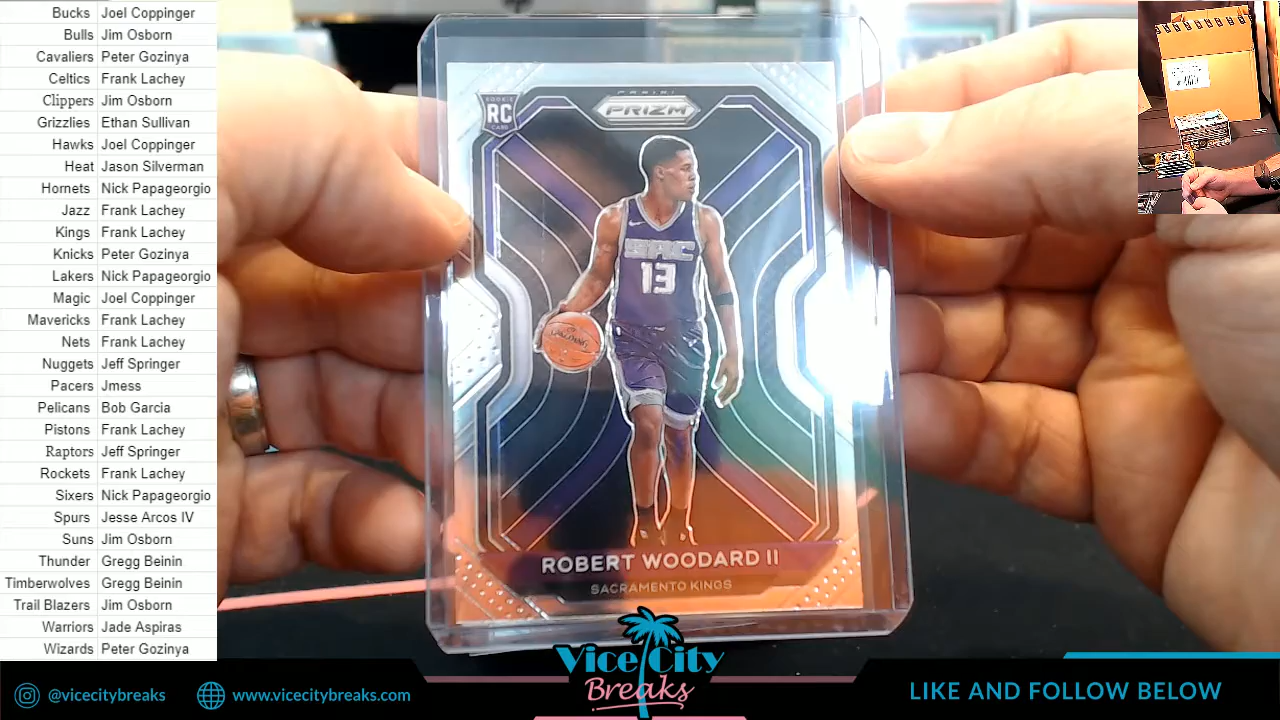 Bucks Joel Coppinger
Bulls Jim Osborn
Cavaliers Peter Gozinya
Celtics Frank Lachey
Clippers Jim Osborn
Grizzlies Ethan Sullivan
Hawks Joel Coppinger
Heat Jason Silverman
Hornets Nick Papageorgio
Jazz Frank Lachey
Kings Frank Lachey
Knicks Peter Gozinya
Lakers Nick Papageorgio
Magic Joel Coppinger
Mavericks Frank Lachey
Nets Frank Lachey
Nuggets Jeff Springer
Pacers Jmess
Pelicans Bob Garcia
Pistons Frank Lachey
Raptors Jeff Springer
Rockets Frank Lachey
Sixers Nick Papageorgio
Spurs Jesse Arcos IV
Suns Jim Osborn
Thunder Gregg Beinin
Timberwolves Gregg Beinin
Trail Blazers Jim Osborn
Warriors Jade Aspiras
Wizards Peter Gozinya
ROOKIE
RC
CARD
PANINI
PRIZM
SAC
13
SPALDING
ROBERT WOODARD II
SACRAMENTO KINGS
Vice City
Breaks
@vicecitybreaks
www.vicecitybreaks.com
LIKE AND FOLLOW BELOW